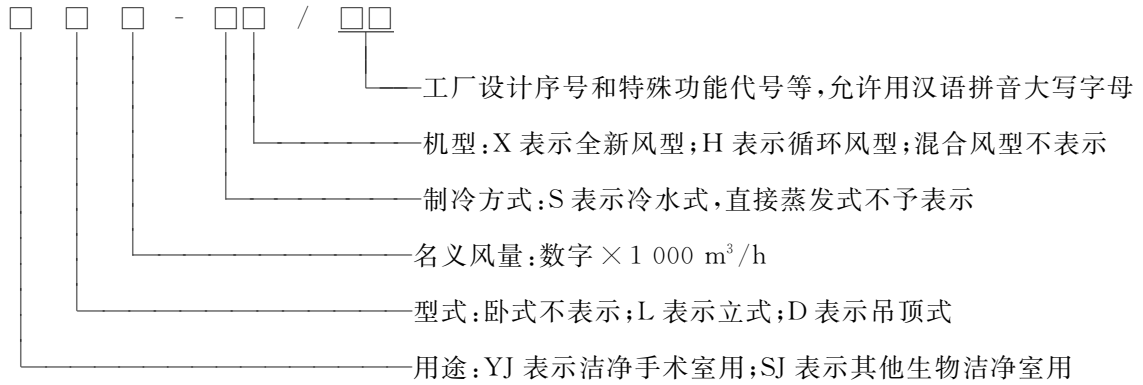 □ □ □ - □□ / □□
工厂设计序号和特殊功能代号等,允许用汉语拼音大写字母
机型:X 表示全新风型;H 表示循环风型;混合风型不表示
制冷方式:S 表示冷水式,直接蒸发式不予表示
名义风量:数字×1 000 m³/h
型式:卧式不表示;L 表示立式;D 表示吊顶式
用途:YJ 表示洁净手术室用;SJ 表示其他生物洁净室用